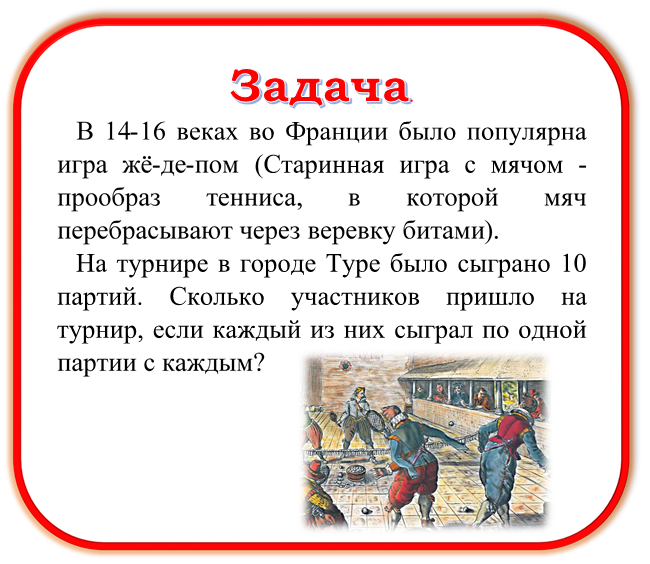 Задача
В 14-16 веках во Франции было популярна
игра жё-де-пом (Старинная игра с мячом -
прообраз тенниса, в которой мяч
перебрасывают через веревку битами).
На турнире в городе Туре было сыграно 10
партий. Сколько участников пришло на
турнир, если каждый из них сыграл по одной
партии с каждым?